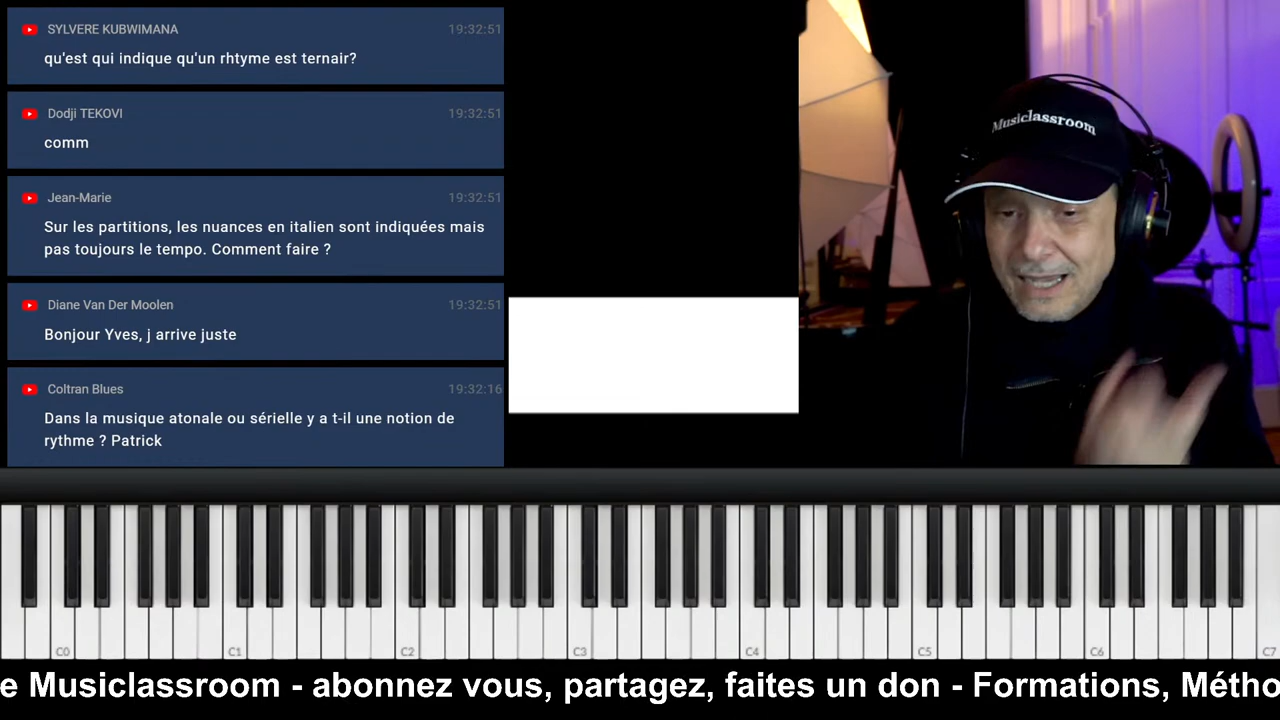 SYLVERE KUBWIMANA 19:32:51
qu'est qui indique qu'un rhtyme est ternair?
Dodji TEKOVI 19:32:51
comm
Jean-Marie 19:32:51
Sur les partitions, les nuances en italien sont indiquées mais
pas toujours le tempo. Comment faire ?
Diane Van Der Moolen 19:32:51
Bonjour Yves, j arrive juste
Coltran Blues 19:32:16
Dans la musique atonale ou sérielle y a t-il une notion de
rythme ? Patrick
Musiclassroom
C0 C1 C2 C3 C4 C5 C6 C7
e Musiclassroom - abonnez vous, partagez, faites un don - Formations, Métho